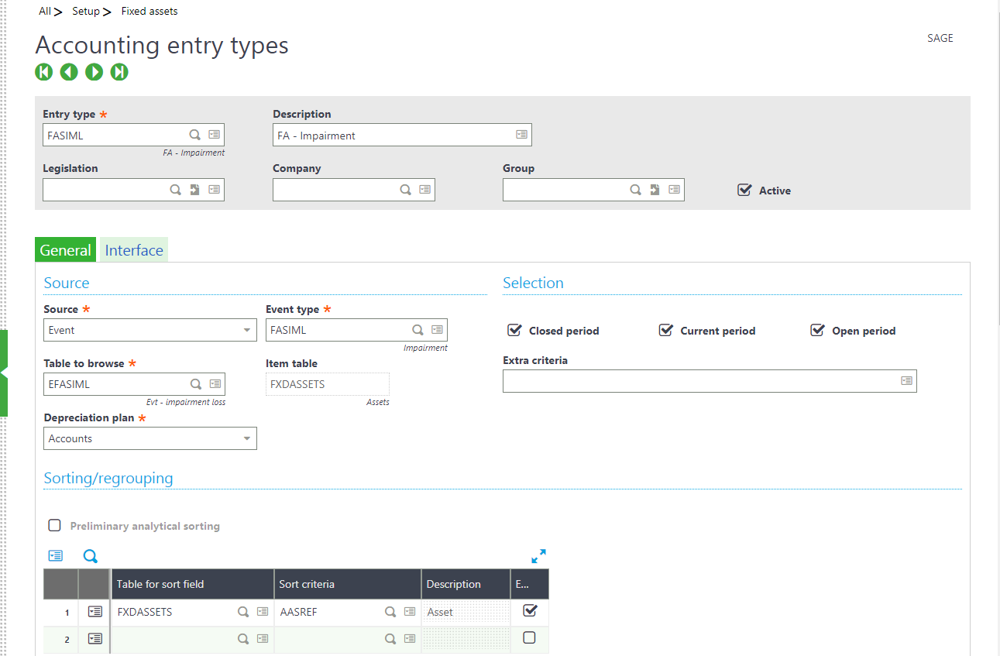 All > Setup > Fixed assets
Accounting entry types
SAGE
Entry type *
Description
FASIML
FA - Impairment
FA - Impairment
Legislation
Company
Group
Active
General
Interface
Source
Selection
Source *
Event type *
Event
FASIML
Closed period
Current period
Open period
Impairment
Table to browse *
Item table
Extra criteria
EFASIML
FXDASSETS
Evt - impairment loss
Assets
Depreciation plan *
Accounts
Sorting/regrouping
Preliminary analytical sorting
Table for sort field
Sort criteria
Description
E...
1
FXDASSETS
AASREF
Asset
2